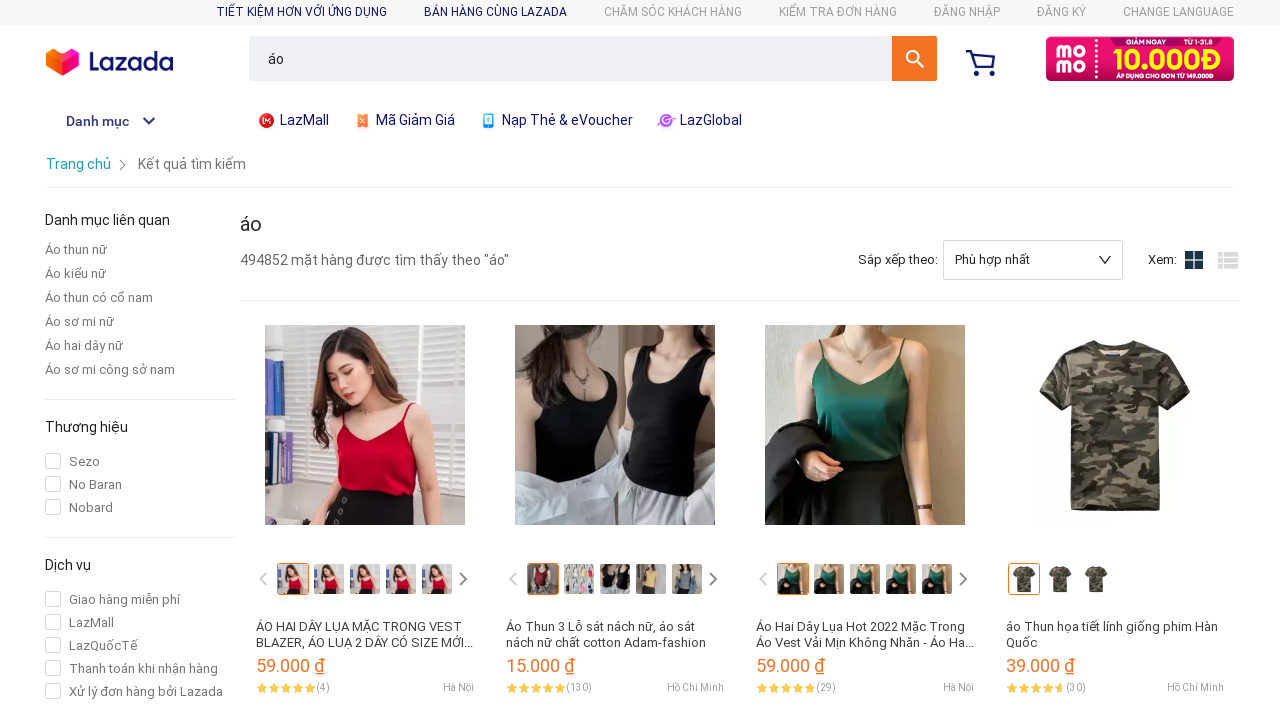 TIẾT KIỆM HƠN VỚI ỨNG DỤNG BÁN HÀNG CÙNG LAZADA CHĂM SÓC KHÁCH HÀNG KIỂM TRA ĐƠN HÀNG ĐĂNG NHẬP ĐĂNG KÝ CHANGE LANGUAGE
Lazada
áo
mo mo
GIẢM NGAY TỪ 1-31.8
10.000Đ
ÁP DỤNG CHO ĐƠN TỪ 149.000Đ
Danh mục
LazMall Mã Giảm Giá Nạp Thẻ & eVoucher LazGlobal
Trang chủ Kết quả tìm kiếm
Danh mục liên quan
Áo thun nữ
Áo kiểu nữ
Áo thun có cổ nam
Áo sơ mi nữ
Áo hai dây nữ
Áo sơ mi công sở nam
Thương hiệu
Sezo
No Baran
Nobard
Dịch vụ
Giao hàng miễn phí
LazMall
LazQuốcTế
Thanh toán khi nhận hàng
Xử lý đơn hàng bởi Lazada
áo
494852 mặt hàng được tìm thấy theo "áo"
Sắp xếp theo: Phù hợp nhất Xem:
ÁO HAI DÂY LỤA MẶC TRONG VEST
BLAZER, ÁO LỤA 2 DÂY CÓ SIZE MỚI...
59.000 ₫
(4) Hà Nội
Áo Thun 3 Lỗ sát nách nữ, áo sát
nách nữ chất cotton Adam-fashion
15.000 ₫
(130) Hồ Chí Minh
Áo Hai Dây Lụa Hot 2022 Mặc Trong
Áo Vest Vải Mịn Không Nhăn - Áo Ha...
59.000 ₫
(29) Hà Nội
áo Thun họa tiết lính giống phim Hàn
Quốc
39.000 ₫
(30) Hồ Chí Minh